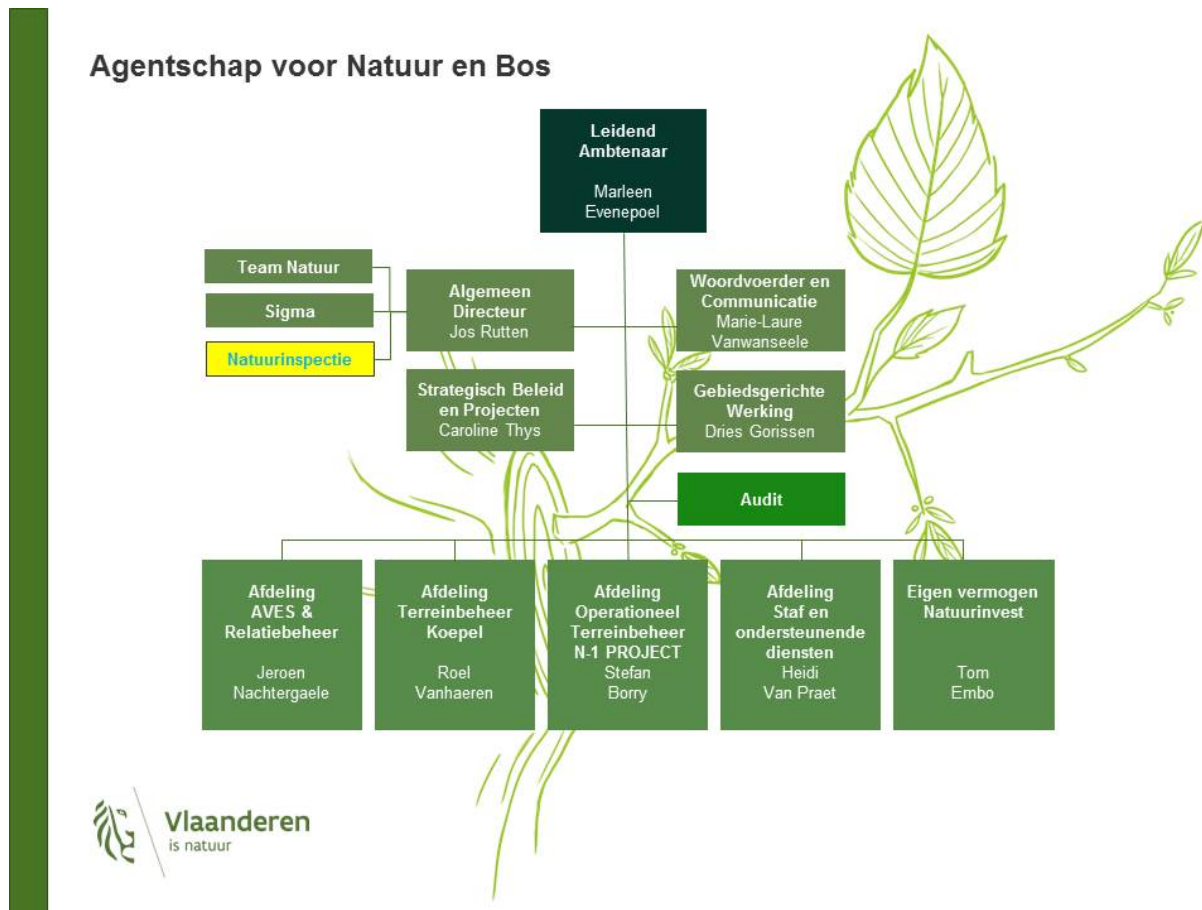 Agentschap voor Natuur en Bos
Leidend
Ambtenaar
Marleen
Evenepoel
Team Natuur
Sigma
Natuurinspectie
Algemeen
Directeur
Jos Rutten
Woordvoerder en
Communicatie
Marie-Laure
Vanwanseele
Strategisch Beleid
en Projecten
Caroline Thys
Gebiedsgerichte
Werking
Dries Gorissen
Audit
Afdeling
AVES &
Relatiebeheer
Jeroen
Nachtergaele
Afdeling
Terreinbeheer
Koepel
Roel
Vanhaeren
Afdeling
Operationeel
Terreinbeheer
N-1 PROJECT
Stefan
Borry
Afdeling
Staf en
ondersteunende
diensten
Heidi
Van Praet
Eigen vermogen
Natuurinvest
Tom
Embo
Vlaanderen
is natuur